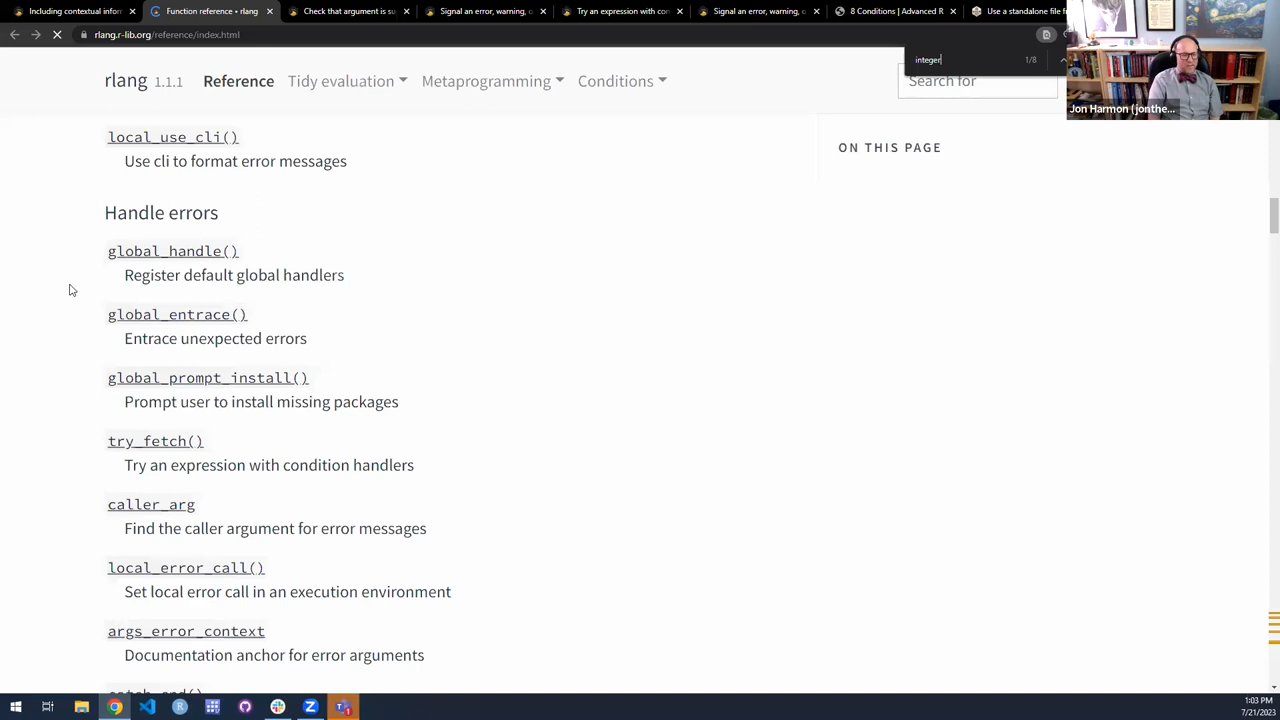 Including contextual inform
Function reference • rlang
Check that argument is su
Signal an error, warning, o
Try an expression with con
Signal an error, warning, o
8 Conditions | Advanced R
Use a standalone file fr
rlang.r-lib.org/reference/index.html
integer 1/8
rlang 1.1.1 Reference Tidy evaluation Metaprogramming Conditions
Search for
Jon Harmon (jonthe...
local_use_cli()
Use cli to format error messages
ON THIS PAGE
Handle errors
global_handle()
Register default global handlers
global_entrace()
Entrace unexpected errors
global_prompt_install()
Prompt user to install missing packages
try_fetch()
Try an expression with condition handlers
caller_arg
Find the caller argument for error messages
local_error_call()
Set local error call in an execution environment
args_error_context
Documentation anchor for error arguments
catch_cnd()
1:03 PM
7/21/2023